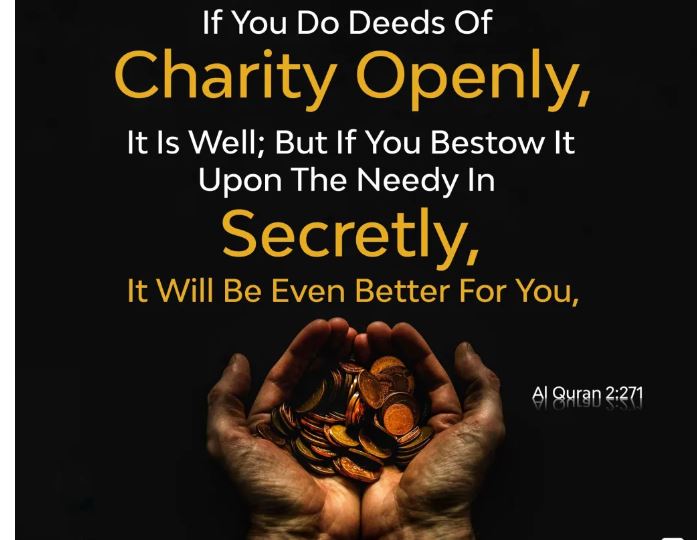 If You Do Deeds Of
Charity Openly,
It Is Well; But If You Bestow It
Upon The Needy In
Secretly,
It Will Be Even Better For You,
Al Quran 2:271